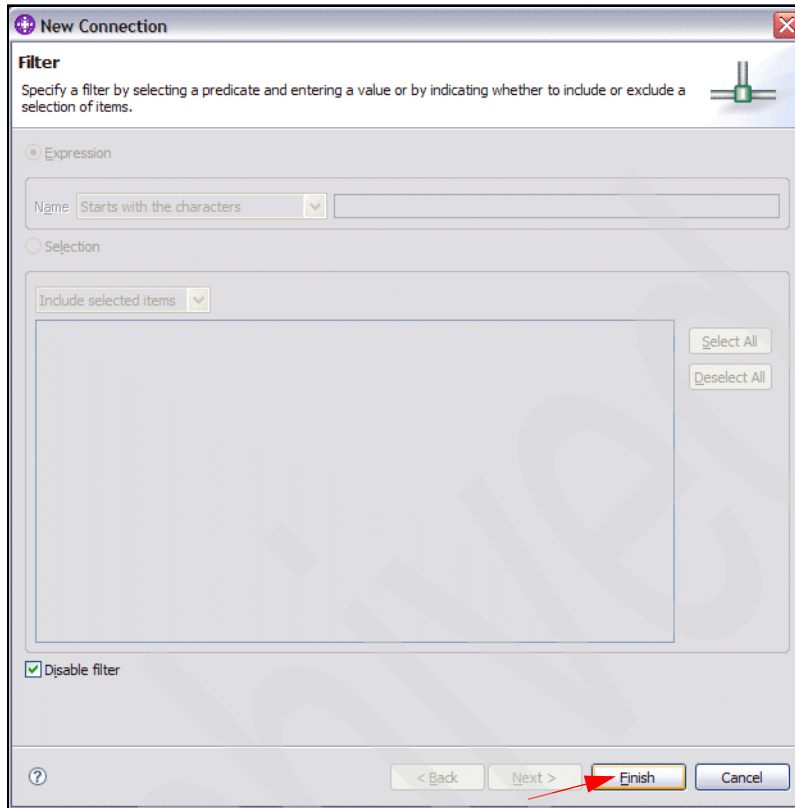 New Connection
Filter
Specify a filter by selecting a predicate and entering a value or by indicating whether to include or exclude a
selection of items.
Expression
Name Starts with the characters
Selection
Include selected items
Select All
Deselect All
Disable filter
? < Back Next > Finish Cancel